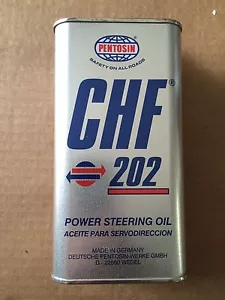 PENTOSIN
SAFETY ON ALL ROADS
CHF®
202
POWER STEERING OIL
ACEITE PARA SERVODIRECCION
MADE IN GERMANY
DEUTSCHE PENTOSIN-WERKE GMBH
D - 22880 WEDEL